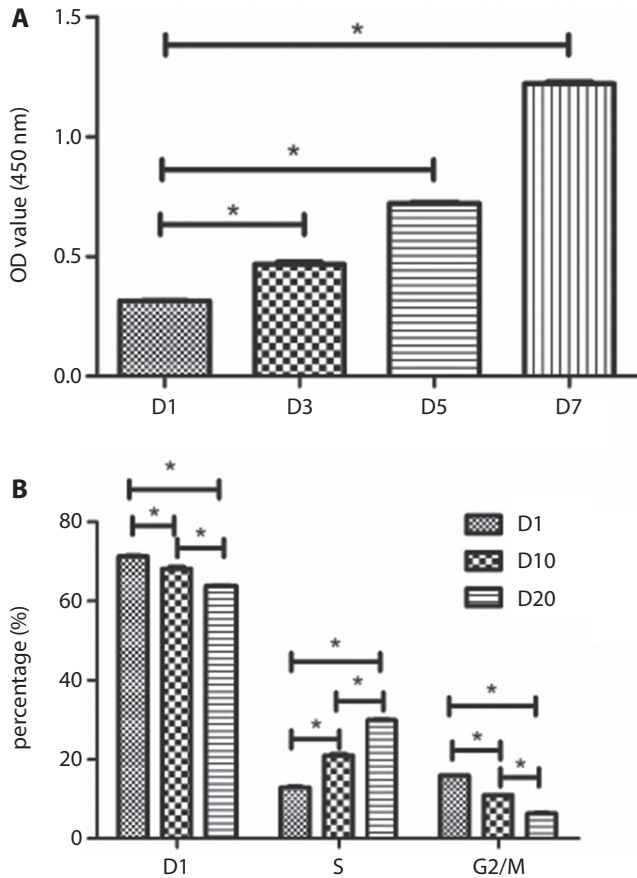 A
OD value (450 nm)
1.5
1.0
0.5
0.0
*
*
*
D1 D3 D5 D7
B
percentage (%)
80
60
40
20
0
*
*
*
*
*
*
*
*
*
D1
D10
D20
D1 S G2/M